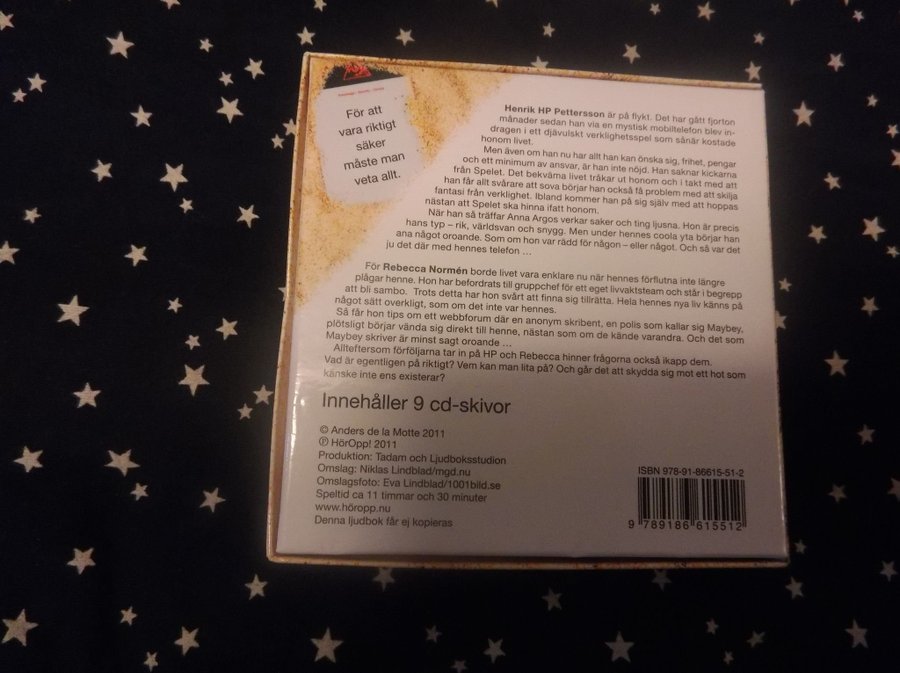 För att
vara riktigt
säker
måste man
veta allt.
Henrik HP Pettersson är på flykt. Det har gått fjorton
månader sedan han via en mystisk mobiltelefon blev in-
dragen i ett djävulskt verklighetsspel som sånär kostade
honom livet.
Men även om han nu har allt han kan önska sig, frihet, pengar
och ett minimum av ansvar, är han inte nöjd. Han saknar kickarna
från Spelet. Det bekväma livet tråkar ut honom och i takt med att
han får allt svårare att sova börjar han också få problem med att skilja
fantasi från verklighet. Ibland kommer han på sig själv med att hoppas
nästan att Spelet ska hinna ifatt honom.
När han så träffar Anna Argos verkar saker och ting ljusna. Hon är precis
hans typ – rik, världsvan och snygg. Men under hennes coola yta börjar han
ana något oroande. Som om hon var rädd för någon – eller något. Och så var det
ju det där med hennes telefon ...
För Rebecca Normén borde livet vara enklare nu när hennes förflutna inte längre
plågar henne. Hon har befordrats till gruppchef för ett eget livvaktsteam och står i begrepp
att bli sambo. Trots detta har hon svårt att finna sig tillrätta. Hela hennes nya liv känns på
något sätt overkligt, som om det inte var hennes.
Så får hon tips om ett webbforum där en anonym skribent, en polis som kallar sig Maybey,
plötsligt börjar vända sig direkt till henne, nästan som om de kände varandra. Och det som
Maybey skriver är minst sagt oroande ...
Allteftersom förföljarna tar in på HP och Rebecca hinner frågorna också ikapp dem.
Vad är egentligen på riktigt? Vem kan man lita på? Och går det att skydda sig mot ett hot som
kanske inte ens existerar?
Innehåller 9 cd-skivor
© Anders de la Motte 2011
℗ HörOpp! 2011
Produktion: Tadam och Ljudboksstudion
Omslag: Niklas Lindblad/mgd.nu
Omslagsfoto: Eva Lindblad/1001bild.se
Speltid ca 11 timmar och 30 minuter
www.höropp.nu
Denna ljudbok får ej kopieras
ISBN 978-91-86615-51-2
9 789186 615512